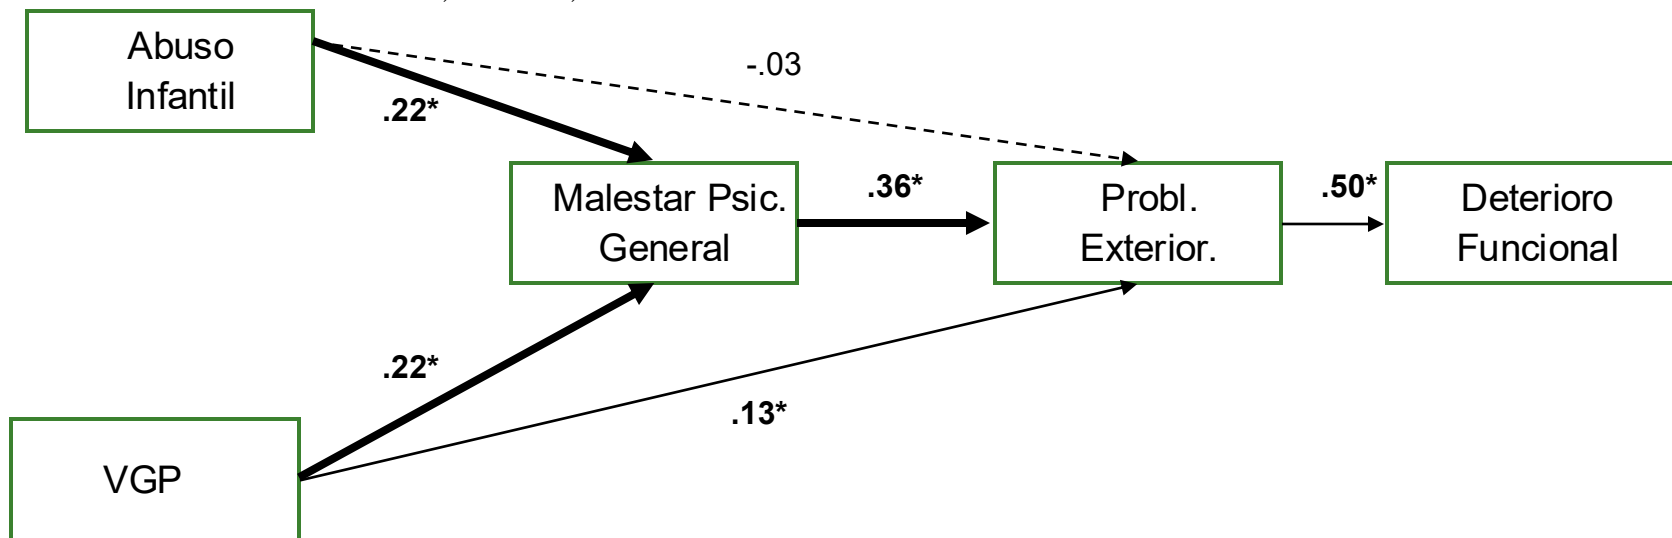 Abuso
Infantil
-.03
.22*
Malestar Psic.
General
.36*
Probl.
Exterior.
.50*
Deterioro
Funcional
.22*
.13*
VGP